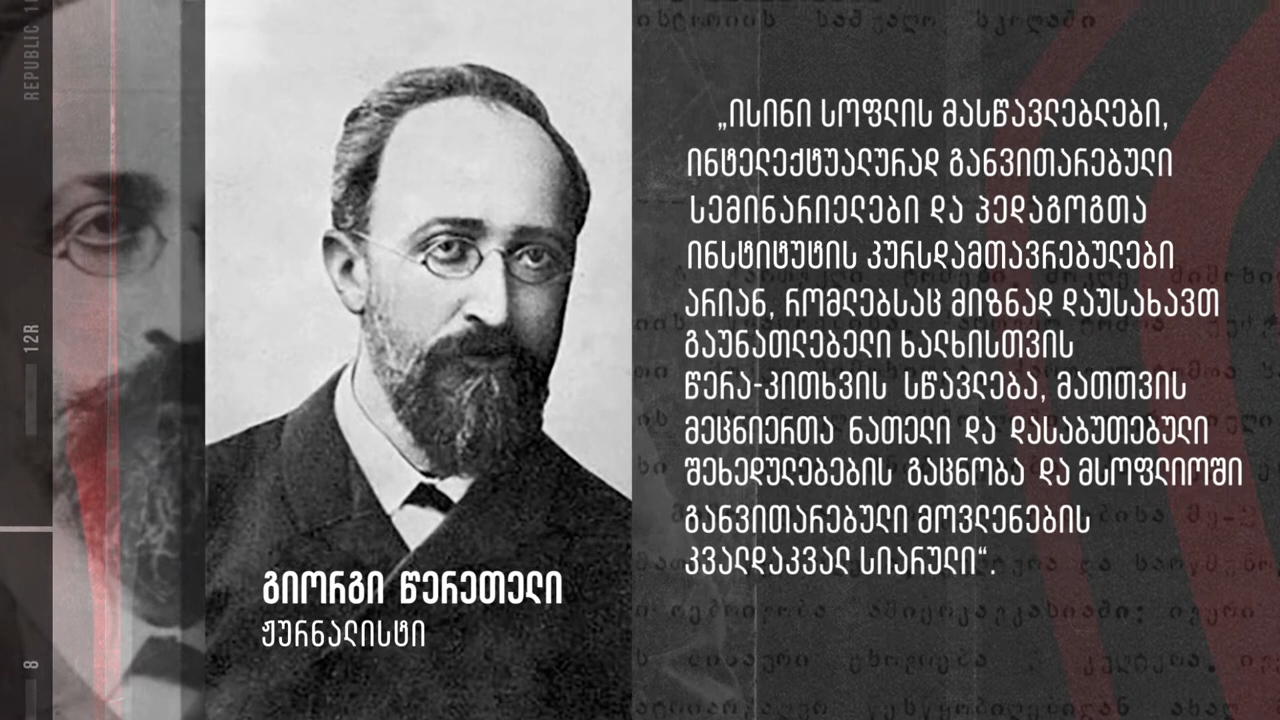 REPUBLIC
12R
8
„ისინი სოფლის მასწავლებლები,
ინტელექტუალურად განვითარებული
სემინარიელები და პედაგოგთა
ინსტიტუტის კურსდამთავრებულები
არიან, რომლებსაც მიზნად დაუსახავთ
გაუნათლებელი ხალხისთვის
წერა-კითხვის სწავლება, მათთვის
მეცნიერთა ნათელი და დასაბუთებული
შეხედულებების გაცნობა და მსოფლიოში
განვითარებული მოვლენების
კვალდაკვალ სიარული“.
გიორგი წერეთელი
ჟურნალისტი